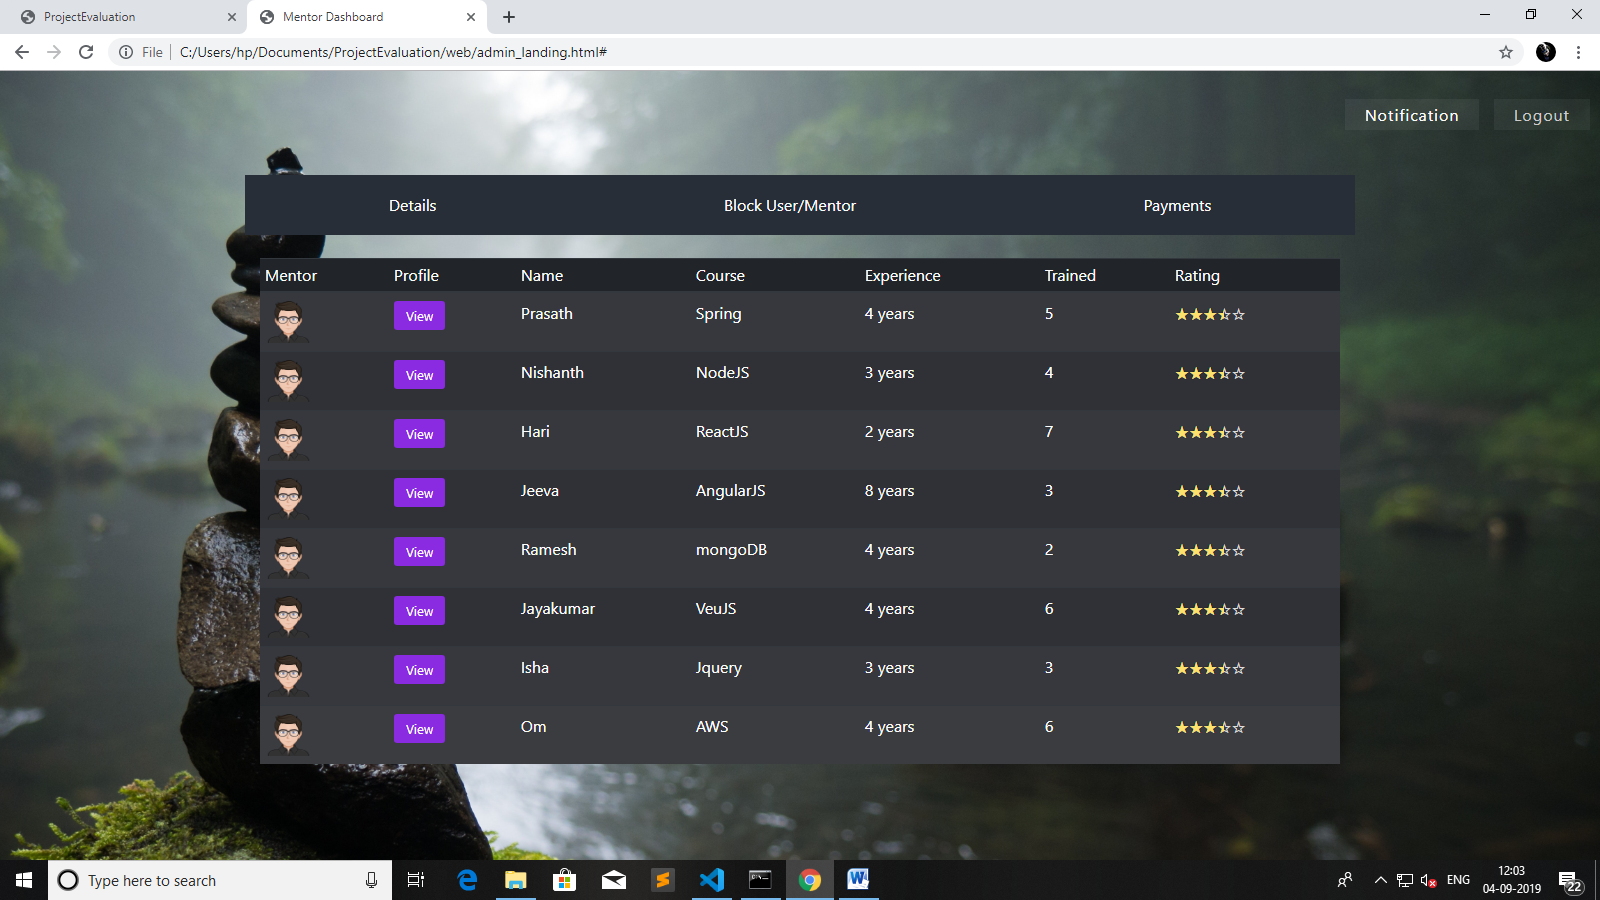 ProjectEvaluation
Mentor Dashboard
File C:/Users/hp/Documents/ProjectEvaluation/web/admin_landing.html#
Notification Logout
Details Block User/Mentor Payments
Mentor Profile Name Course Experience Trained Rating
View Prasath Spring 4 years 5
View Nishanth NodeJS 3 years 4
View Hari ReactJS 2 years 7
View Jeeva AngularJS 8 years 3
View Ramesh mongoDB 4 years 2
View Jayakumar VeuJS 4 years 6
View Isha Jquery 3 years 3
View Om AWS 4 years 6
Type here to search
ENG
12:03
04-09-2019
22